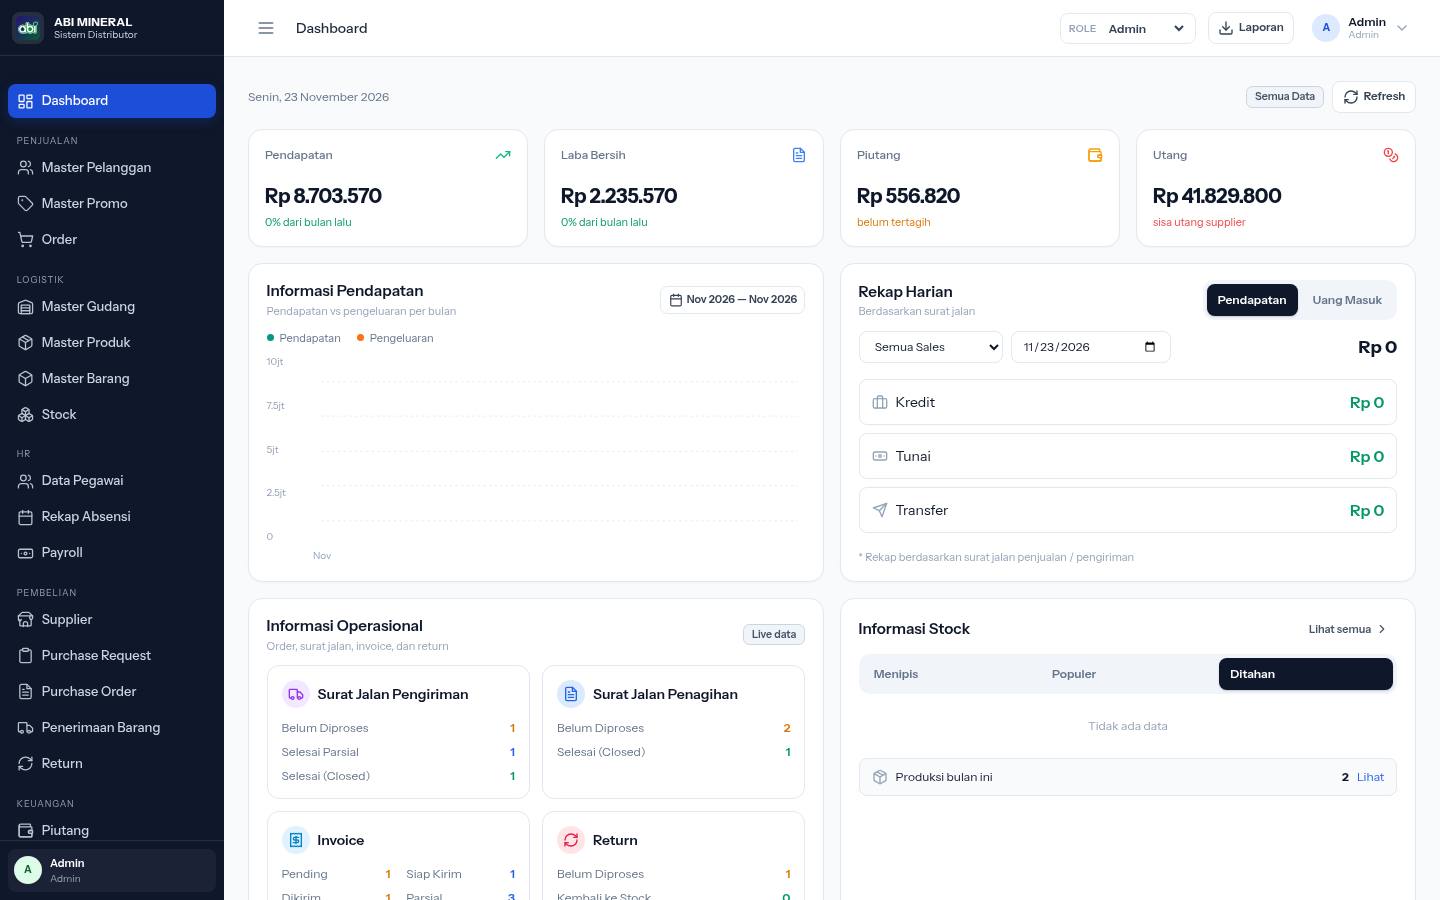 abi
ABI MINERAL
Sistem Distributor
Dashboard
PENJUALAN
Master Pelanggan
Master Promo
Order
LOGISTIK
Master Gudang
Master Produk
Master Barang
Stock
HR
Data Pegawai
Rekap Absensi
Payroll
PEMBELIAN
Supplier
Purchase Request
Purchase Order
Penerimaan Barang
Return
KEUANGAN
Piutang
A
Admin
Admin
Dashboard
ROLE Admin
Laporan
A
Admin
Admin
Senin, 23 November 2026
Semua Data
Refresh
Pendapatan
Rp 8.703.570
0% dari bulan lalu
Laba Bersih
Rp 2.235.570
0% dari bulan lalu
Piutang
Rp 556.820
belum tertagih
Utang
Rp 41.829.800
sisa utang supplier
Informasi Pendapatan
Pendapatan vs pengeluaran per bulan
Nov 2026 — Nov 2026
Pendapatan Pengeluaran
10jt
7.5jt
5jt
2.5jt
0
Nov
Rekap Harian
Berdasarkan surat jalan
Pendapatan Uang Masuk
Semua Sales 11/23/2026 Rp 0
Kredit Rp 0
Tunai Rp 0
Transfer Rp 0
* Rekap berdasarkan surat jalan penjualan / pengiriman
Informasi Operasional
Order, surat jalan, invoice, dan return
Live data
Surat Jalan Pengiriman
Belum Diproses 1
Selesai Parsial 1
Selesai (Closed) 1
Surat Jalan Penagihan
Belum Diproses 2
Selesai (Closed) 1
Invoice
Pending 1 Siap Kirim 1
Dikirim 1 Parsial 3
Return
Belum Diproses 1
Kembali ke Stock 0
Informasi Stock
Lihat semua
Menipis Populer Ditahan
Tidak ada data
Produksi bulan ini 2 Lihat